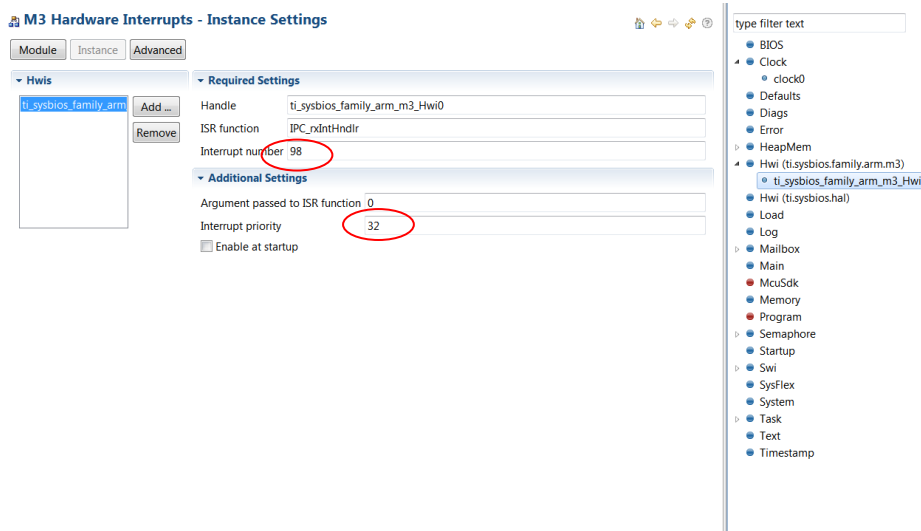 M3 Hardware Interrupts - Instance Settings
Module Instance Advanced
Hwis
ti_sysbios_family_arm
Add ...
Remove
Required Settings
Handle ti_sysbios_family_arm_m3_Hwi0
ISR function IPC_rxIntHndlr
Interrupt number 98
Additional Settings
Argument passed to ISR function 0
Interrupt priority 32
Enable at startup
type filter text
BIOS
Clock
clock0
Defaults
Diags
Error
HeapMem
Hwi (ti.sysbios.family.arm.m3)
ti_sysbios_family_arm_m3_Hwi
Hwi (ti.sysbios.hal)
Load
Log
Mailbox
Main
McuSdk
Memory
Program
Semaphore
Startup
Swi
SysFlex
System
Task
Text
Timestamp